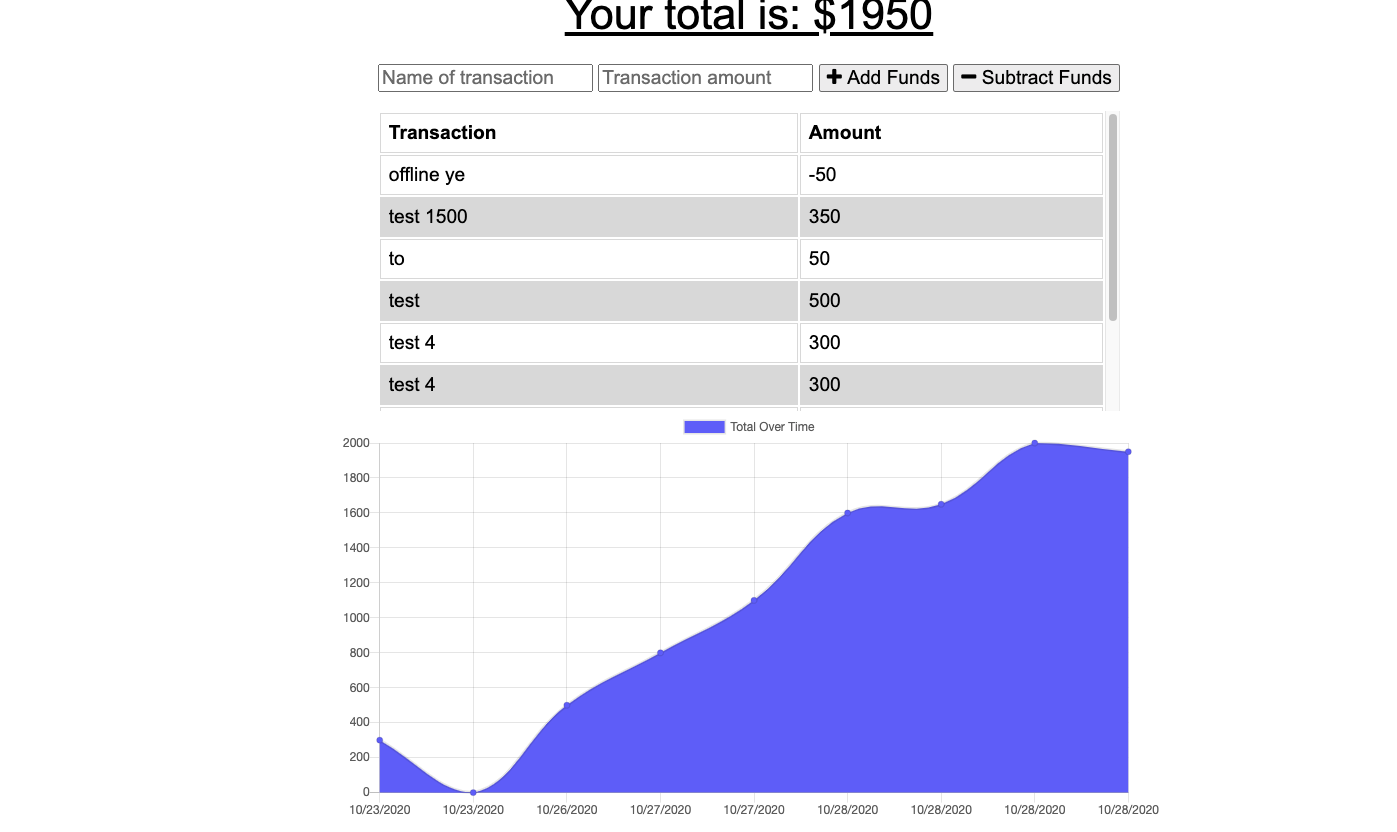 Your total is: $1950
Name of transaction Transaction amount + Add Funds − Subtract Funds
Transaction Amount
offline ye -50
test 1500 350
to 50
test 500
test 4 300
test 4 300
Total Over Time
2000
1800
1600
1400
1200
1000
800
600
400
200
0
10/23/2020 10/23/2020 10/26/2020 10/27/2020 10/27/2020 10/28/2020 10/28/2020 10/28/2020 10/28/2020